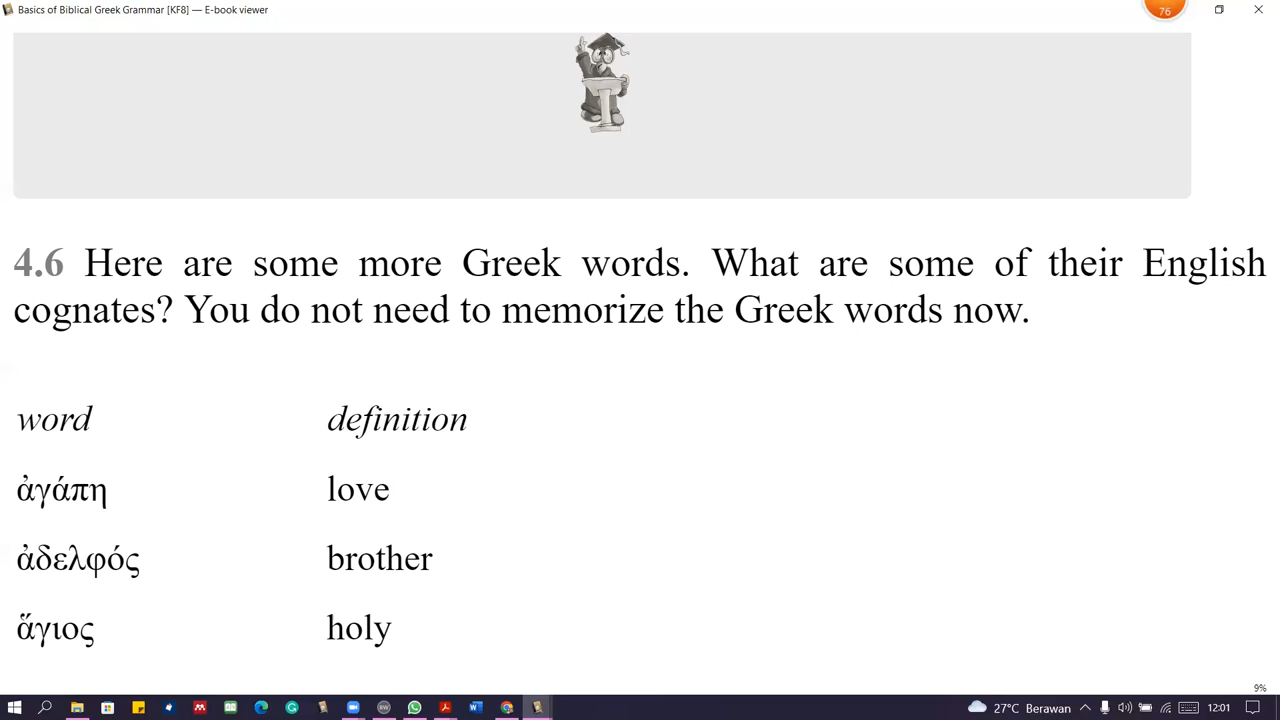 Basics of Biblical Greek Grammar [KF8] — E-book viewer
76
4.6 Here are some more Greek words. What are some of their English
cognates? You do not need to memorize the Greek words now.
word definition
ἀγάπη love
ἀδελφός brother
ἅγιος holy
9%
27°C Berawan 12:01